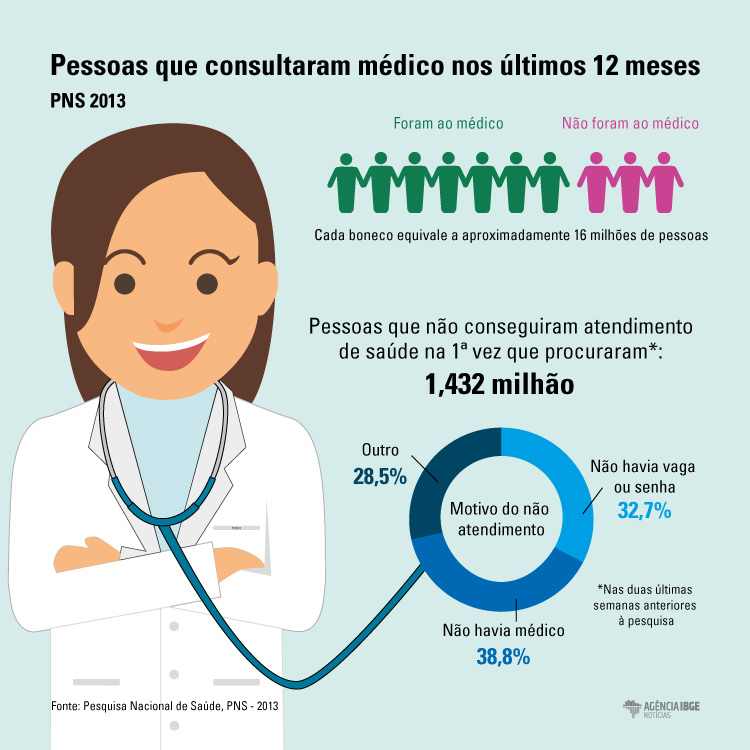 Pessoas que consultaram médico nos últimos 12 meses
PNS 2013
Foram ao médico
Não foram ao médico
Cada boneco equivale a aproximadamente 16 milhões de pessoas
Pessoas que não conseguiram atendimento
de saúde na 1ª vez que procuraram*:
1,432 milhão
Outro
28,5%
Não havia vaga
ou senha
32,7%
Motivo do não
atendimento
Não havia médico
38,8%
*Nas duas últimas
semanas anteriores
à pesquisa
Fonte: Pesquisa Nacional de Saúde, PNS - 2013
AGÊNCIA IBGE
NOTÍCIAS